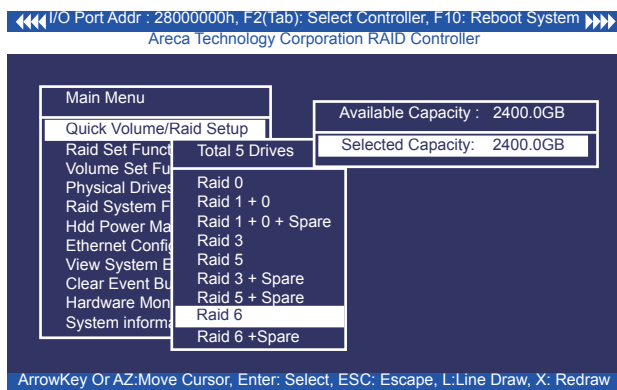 I/O Port Addr : 28000000h, F2(Tab): Select Controller, F10: Reboot System
Areca Technology Corporation RAID Controller
Main Menu
Quick Volume/Raid Setup
Raid Set Funct
Volume Set Fu
Physical Drives
Raid System F
Hdd Power Ma
Ethernet Config
View System E
Clear Event Bu
Hardware Mon
System informa
Total 5 Drives
Raid 0
Raid 1 + 0
Raid 1 + 0 + Spare
Raid 3
Raid 5
Raid 3 + Spare
Raid 5 + Spare
Raid 6
Raid 6 +Spare
Available Capacity : 2400.0GB
Selected Capacity: 2400.0GB
ArrowKey Or AZ:Move Cursor, Enter: Select, ESC: Escape, L:Line Draw, X: Redraw